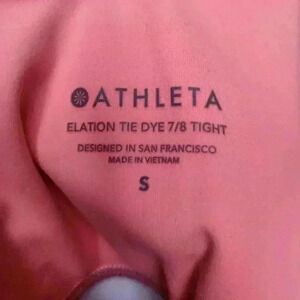 ATHLETA
ELATION TIE DYE 7/8 TIGHT
DESIGNED IN SAN FRANCISCO
MADE IN VIETNAM
S